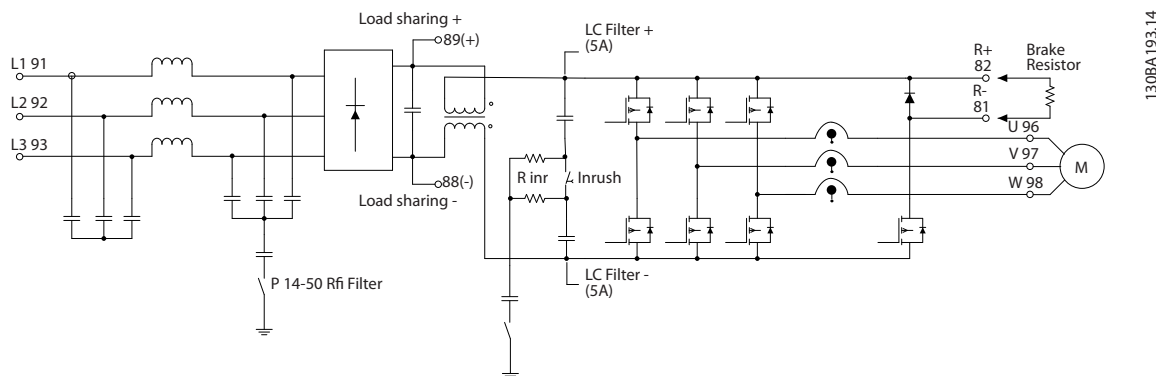 Load sharing +
89(+)
LC Filter +
(5A)
L1 91
L2 92
L3 93
R+
82
Brake
Resistor
R-
81
U 96
V 97
W 98
M
R inr
Inrush
88(-)
Load sharing -
LC Filter -
(5A)
P 14-50 Rfi Filter
130BA193.14